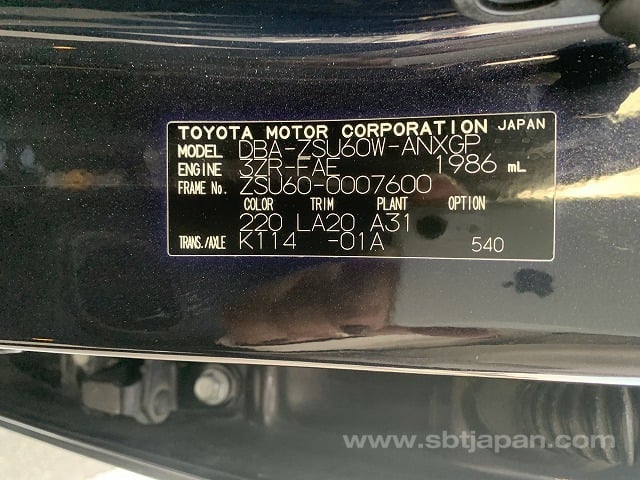 TOYOTA MOTOR CORPORATION JAPAN
MODEL DBA-ZSU60W-ANXGP
ENGINE 3ZR-FAE 1986 mL
FRAME No. ZSU60-0007600
COLOR TRIM PLANT OPTION
220 LA20 A31
TRANS./AXLE K114 -01A 540
www.sbtjapan.com